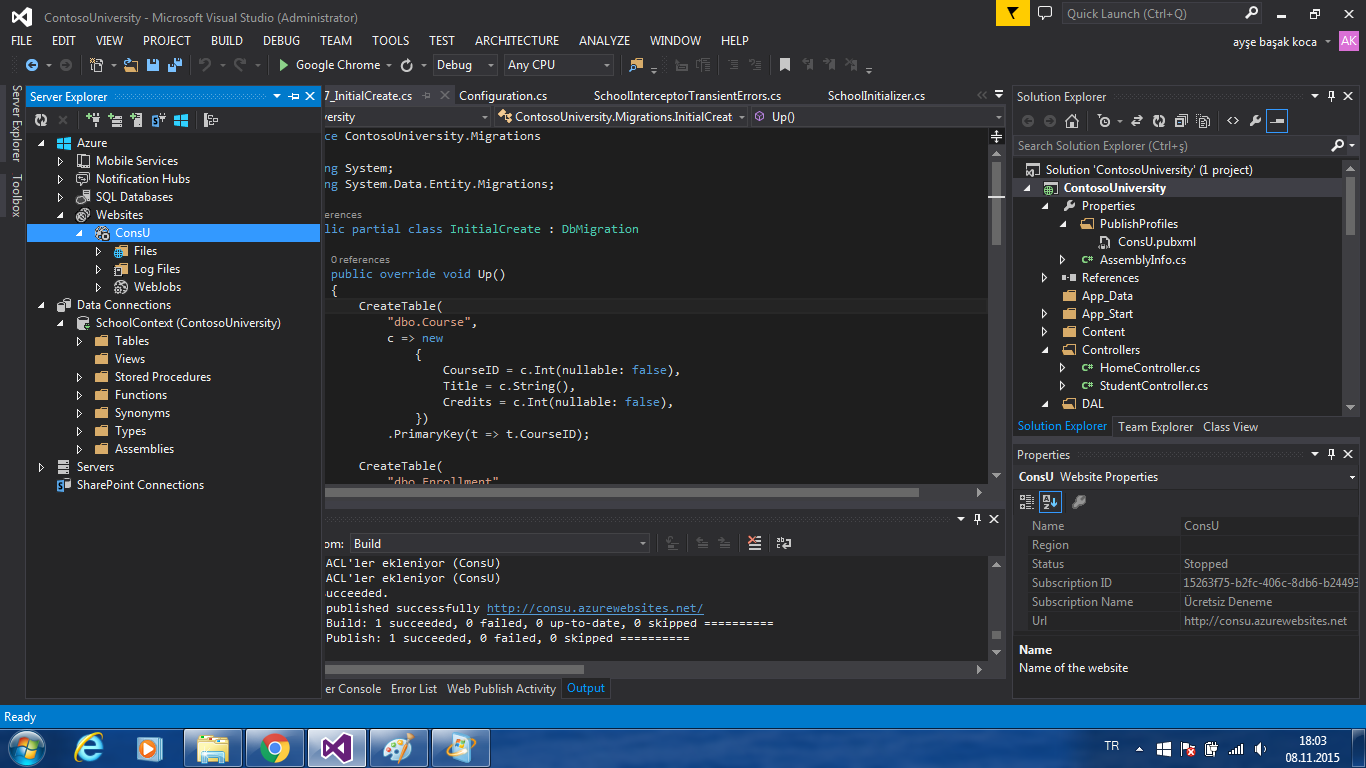 ContosoUniversity - Microsoft Visual Studio (Administrator)
Quick Launch (Ctrl+Q)
FILE EDIT VIEW PROJECT BUILD DEBUG TEAM TOOLS TEST ARCHITECTURE ANALYZE WINDOW HELP
ayşe başak koca AK
Google Chrome Debug Any CPU
Server Explorer
Toolbox
Server Explorer
Azure
Mobile Services
Notification Hubs
SQL Databases
Websites
ConsU
Files
Log Files
WebJobs
Data Connections
SchoolContext (ContosoUniversity)
Tables
Views
Stored Procedures
Functions
Synonyms
Types
Assemblies
Servers
SharePoint Connections
7_InitialCreate.cs Configuration.cs SchoolInterceptorTransientErrors.cs SchoolInitializer.cs
versity ContosoUniversity.Migrations.InitialCreat Up()
ce ContosoUniversity.Migrations
ng System;
ng System.Data.Entity.Migrations;
erences
lic partial class InitialCreate : DbMigration
0 references
public override void Up()
{
CreateTable(
"dbo.Course",
c => new
{
CourseID = c.Int(nullable: false),
Title = c.String(),
Credits = c.Int(nullable: false),
})
.PrimaryKey(t => t.CourseID);
CreateTable(
"dbo.Enrollment"
om: Build
ACL'ler ekleniyor (ConsU)
ACL'ler ekleniyor (ConsU)
ucceeded.
published successfully http://consu.azurewebsites.net/
Build: 1 succeeded, 0 failed, 0 up-to-date, 0 skipped ==========
Publish: 1 succeeded, 0 failed, 0 skipped ==========
er Console Error List Web Publish Activity Output
Solution Explorer
Search Solution Explorer (Ctrl+ş)
Solution 'ContosoUniversity' (1 project)
ContosoUniversity
Properties
PublishProfiles
ConsU.pubxml
AssemblyInfo.cs
References
App_Data
App_Start
Content
Controllers
HomeController.cs
StudentController.cs
DAL
Solution Explorer Team Explorer Class View
Properties
ConsU Website Properties
Name ConsU
Region
Status Stopped
Subscription ID 15263f75-b2fc-406c-8db6-b24493
Subscription Name Ücretsiz Deneme
Url http://consu.azurewebsites.net
Name
Name of the website
Ready
TR
18:03
08.11.2015